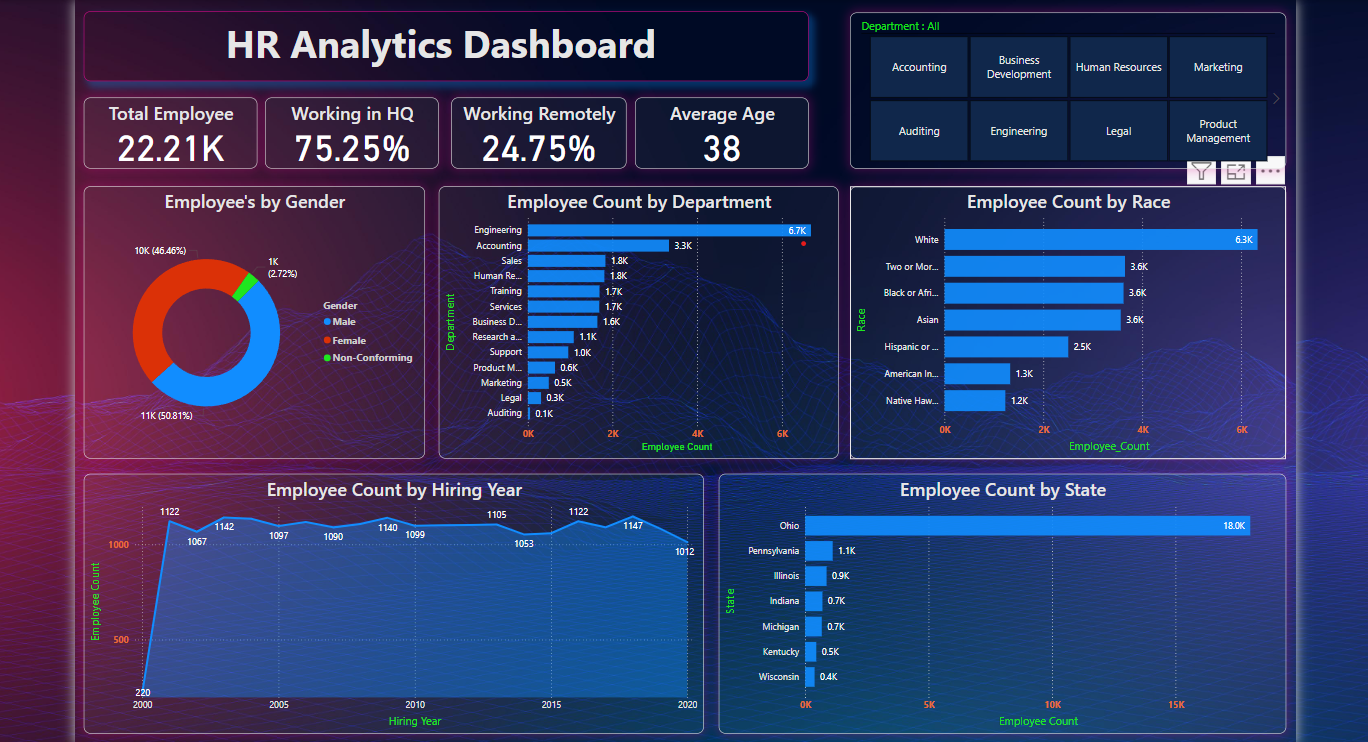 HR Analytics Dashboard
Department : All
Accounting
Business
Development
Human Resources
Marketing
Auditing
Engineering
Legal
Product
Management
Total Employee
22.21K
Working in HQ
75.25%
Working Remotely
24.75%
Average Age
38
Employee's by Gender
10K (46.46%)
1K
(2.72%)
11K (50.81%)
Gender
Male
Female
Non-Conforming
Employee Count by Department
Department
Engineering 6.7K
Accounting 3.3K
Sales 1.8K
Human Re... 1.8K
Training 1.7K
Services 1.7K
Business D... 1.6K
Research a... 1.1K
Support 1.0K
Product M... 0.6K
Marketing 0.5K
Legal 0.3K
Auditing 0.1K
0K 2K 4K 6K
Employee Count
Employee Count by Race
Race
White 6.3K
Two or Mor... 3.6K
Black or Afri... 3.6K
Asian 3.6K
Hispanic or ... 2.5K
American In... 1.3K
Native Haw... 1.2K
0K 2K 4K 6K
Employee_Count
Employee Count by Hiring Year
Employee Count
1000
500
220
1122
1067
1142
1097
1090
1140
1099
1105
1053
1122
1147
1012
2000 2005 2010 2015 2020
Hiring Year
Employee Count by State
State
Ohio 18.0K
Pennsylvania 1.1K
Illinois 0.9K
Indiana 0.7K
Michigan 0.7K
Kentucky 0.5K
Wisconsin 0.4K
0K 5K 10K 15K
Employee Count